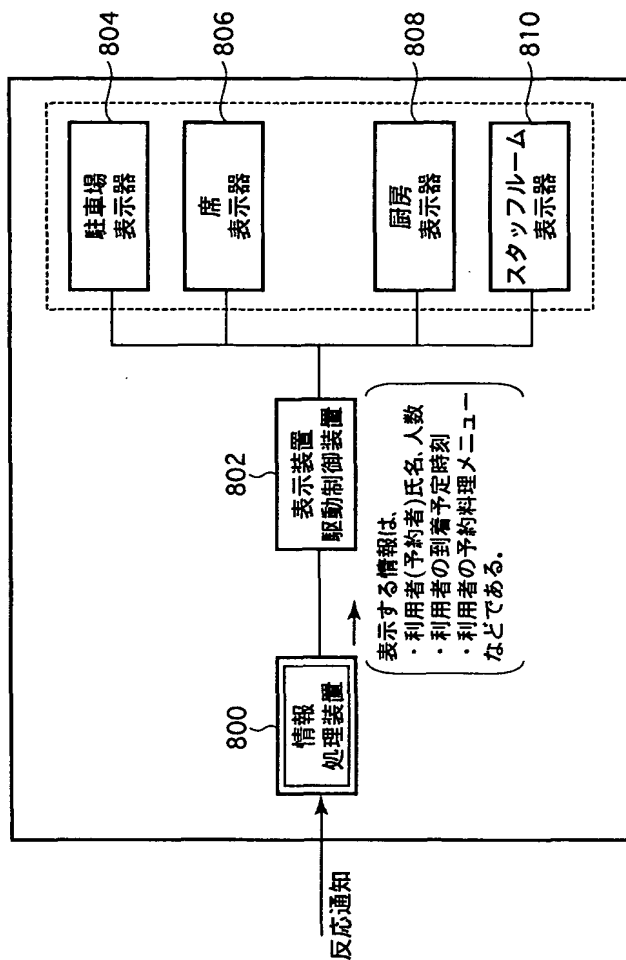 反応通知
800
情報
処理装置
802
表示装置
駆動制御装置
表示する情報は、
・利用者(予約者)氏名、人数
・利用者の到着予定時刻
・利用者の予約料理メニュー
などである。
駐車場
表示器
804
席
表示器
806
厨房
表示器
808
スタッフルーム
表示器
810